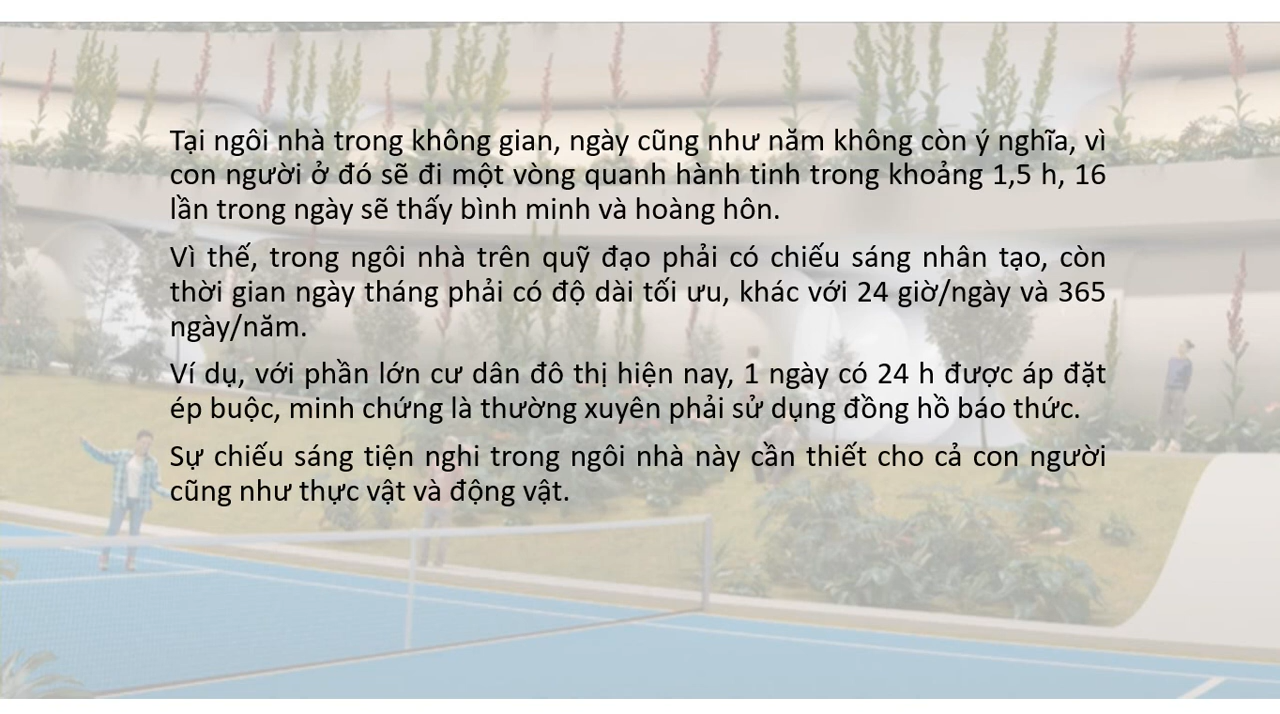 Tại ngôi nhà trong không gian, ngày cũng như năm không còn ý nghĩa, vì
con người ở đó sẽ đi một vòng quanh hành tinh trong khoảng 1,5 h, 16
lần trong ngày sẽ thấy bình minh và hoàng hôn.
Vì thế, trong ngôi nhà trên quỹ đạo phải có chiếu sáng nhân tạo, còn
thời gian ngày tháng phải có độ dài tối ưu, khác với 24 giờ/ngày và 365
ngày/năm.
Ví dụ, với phần lớn cư dân đô thị hiện nay, 1 ngày có 24 h được áp đặt
ép buộc, minh chứng là thường xuyên phải sử dụng đồng hồ báo thức.
Sự chiếu sáng tiện nghi trong ngôi nhà này cần thiết cho cả con người
cũng như thực vật và động vật.